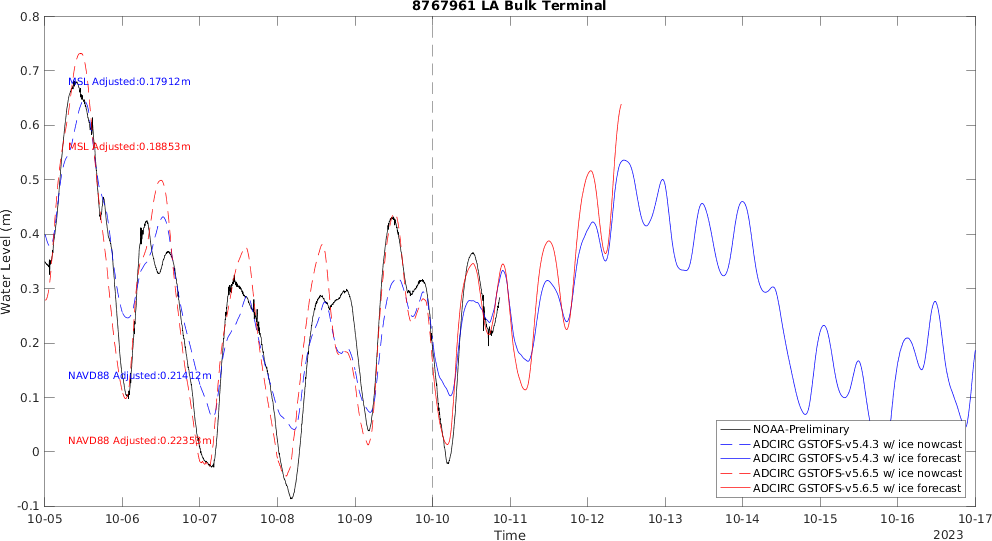 8767961 LA Bulk Terminal
0.8
0.7
0.6
0.5
0.4
0.3
0.2
0.1
0
-0.1
Water Level (m)
MSL Adjusted:0.17912m
MSL Adjusted:0.18853m
NAVD88 Adjusted:0.21412m
NAVD88 Adjusted:0.22353m
NOAA-Preliminary
ADCIRC GSTOFS-v5.4.3 w/ ice nowcast
ADCIRC GSTOFS-v5.4.3 w/ ice forecast
ADCIRC GSTOFS-v5.6.5 w/ ice nowcast
ADCIRC GSTOFS-v5.6.5 w/ ice forecast
10-05 10-06 10-07 10-08 10-09 10-10 10-11 10-12 10-13 10-14 10-15 10-16 10-17
Time
2023